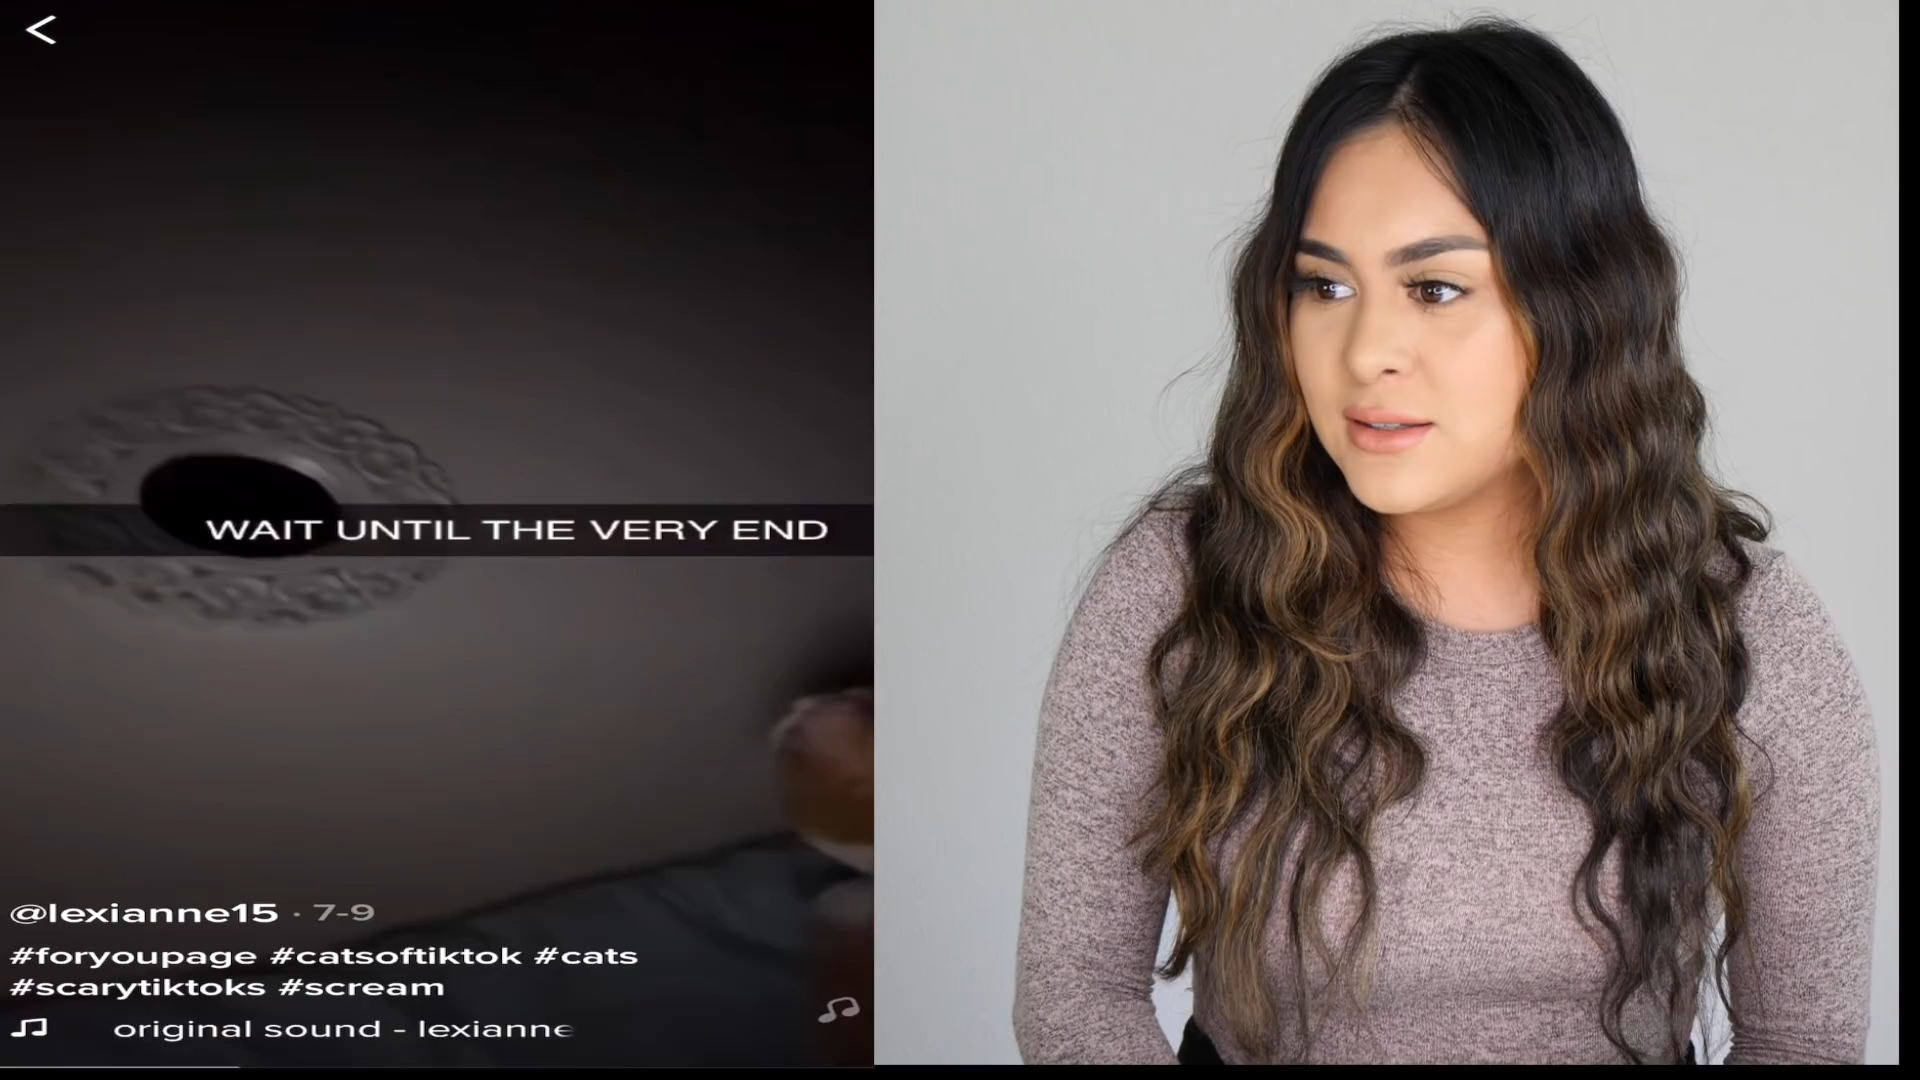 WAIT UNTIL THE VERY END
@lexianne15 · 7-9
#foryoupage #catsoftiktok #cats
#scarytiktoks #scream
original sound - lexianne